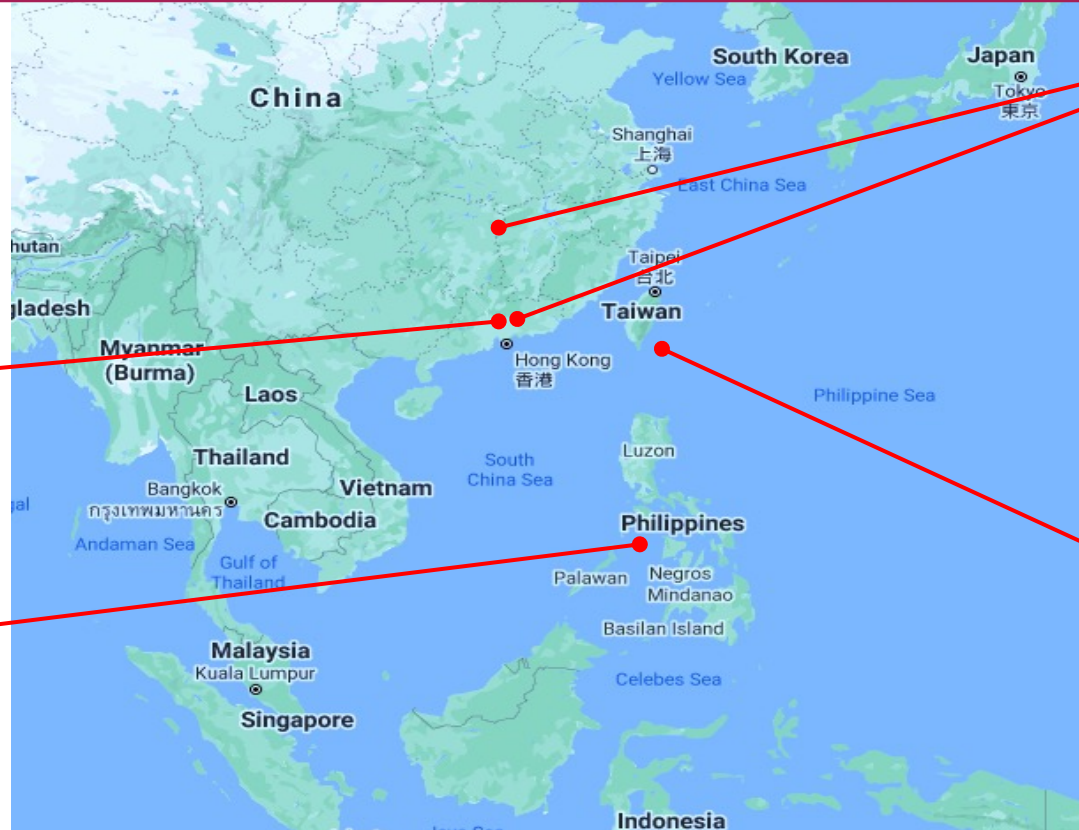 South Korea
Japan
Yellow Sea
Tokyo
東京
China
Shanghai
上海
East China Sea
hutan
Taipei
台北
gladesh
Taiwan
Myanmar
(Burma)
Hong Kong
香港
Laos
Philippine Sea
Luzon
Thailand
South
China Sea
Vietnam
Bangkok
กรุงเทพมหานคร
gal
Cambodia
Philippines
Andaman Sea
Gulf of
Thailand
Palawan
Negros
Mindanao
Basilan Island
Malaysia
Kuala Lumpur
Celebes Sea
Singapore
Indonesia